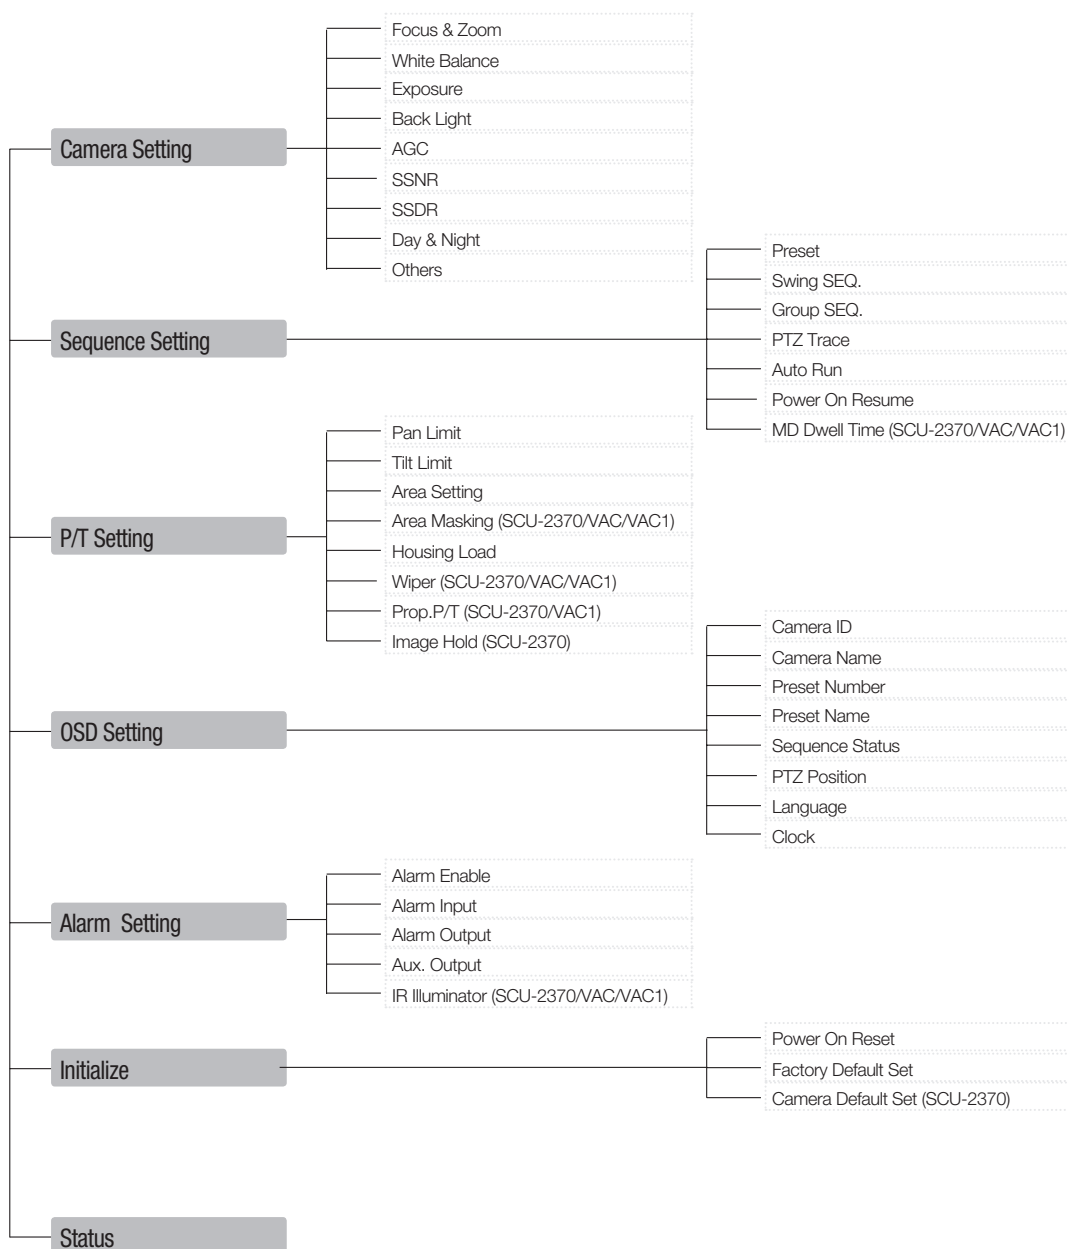 Camera Setting
Focus & Zoom
White Balance
Exposure
Back Light
AGC
SSNR
SSDR
Day & Night
Others
Sequence Setting
Preset
Swing SEQ.
Group SEQ.
PTZ Trace
Auto Run
Power On Resume
MD Dwell Time (SCU-2370/VAC/VAC1)
P/T Setting
Pan Limit
Tilt Limit
Area Setting
Area Masking (SCU-2370/VAC/VAC1)
Housing Load
Wiper (SCU-2370/VAC/VAC1)
Prop.P/T (SCU-2370/VAC1)
Image Hold (SCU-2370)
OSD Setting
Camera ID
Camera Name
Preset Number
Preset Name
Sequence Status
PTZ Position
Language
Clock
Alarm Setting
Alarm Enable
Alarm Input
Alarm Output
Aux. Output
IR Illuminator (SCU-2370/VAC/VAC1)
Initialize
Power On Reset
Factory Default Set
Camera Default Set (SCU-2370)
Status